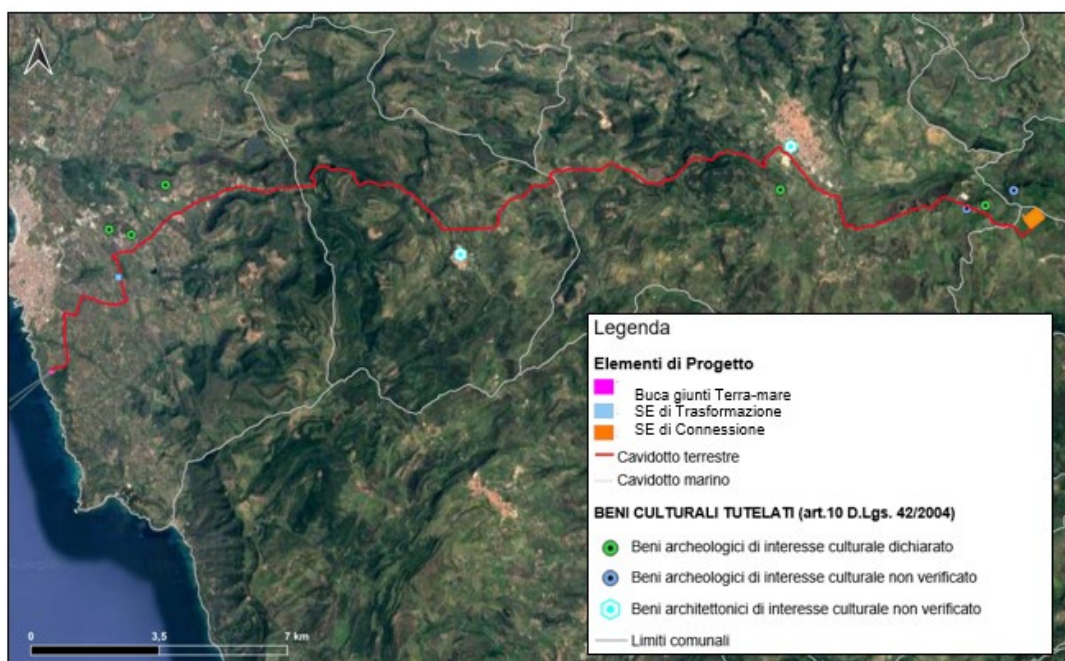 Google
0
3,5
7 km
Legenda
Elementi di Progetto
Buca giunti Terra-mare
SE di Trasformazione
SE di Connessione
Cavidotto terrestre
Cavidotto marino
BENI CULTURALI TUTELATI (art.10 D.Lgs. 42/2004)
Beni archeologici di interesse culturale dichiarato
Beni archeologici di interesse culturale non verificato
Beni architettonici di interesse culturale non verificato
Limiti comunali